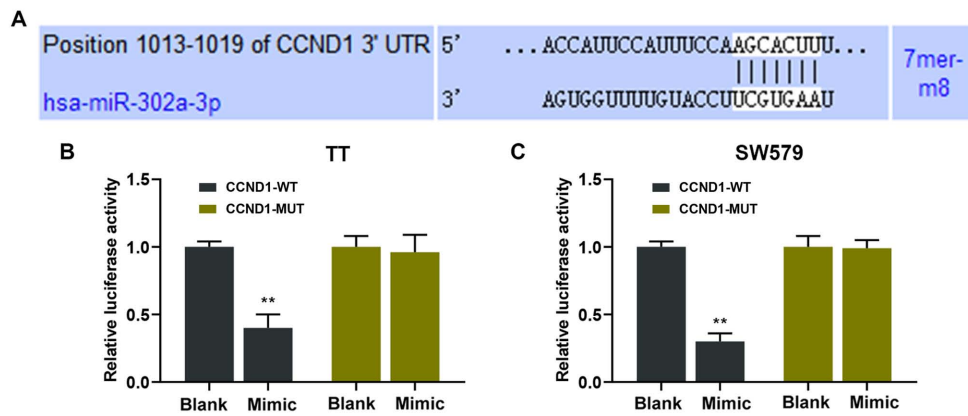 A
Position 1013-1019 of CCND1 3' UTR 5' ...ACCAUUCCAUUUCCAAGCACUUU...
hsa-miR-302a-3p 3' AGUGGUUUUGUACCUUCGUGAAU
7mer-
m8
B
TT
Relative luciferase activity
1.5
1.0
0.5
0.0
CCND1-WT
CCND1-MUT
**
Blank Mimic Blank Mimic
C
SW579
Relative luciferase activity
1.5
1.0
0.5
0.0
CCND1-WT
CCND1-MUT
**
Blank Mimic Blank Mimic